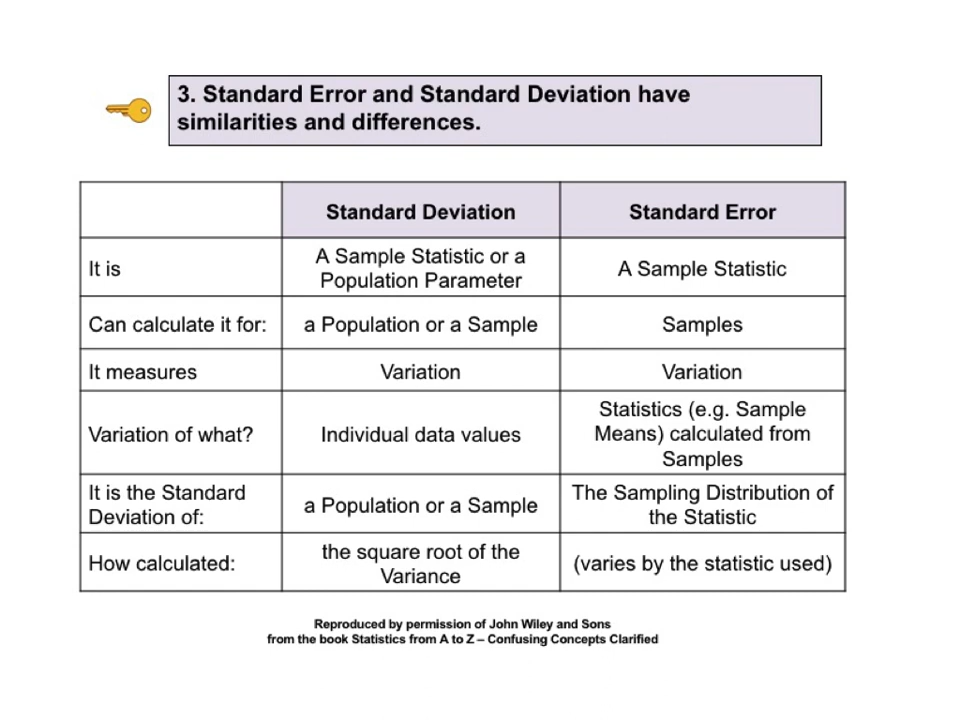 3. Standard Error and Standard Deviation have
similarities and differences.
Standard Deviation
Standard Error
It is
A Sample Statistic or a
Population Parameter
A Sample Statistic
Can calculate it for:
a Population or a Sample
Samples
It measures
Variation
Variation
Variation of what?
Individual data values
Statistics (e.g. Sample
Means) calculated from
Samples
It is the Standard
Deviation of:
a Population or a Sample
The Sampling Distribution of
the Statistic
How calculated:
the square root of the
Variance
(varies by the statistic used)
Reproduced by permission of John Wiley and Sons
from the book Statistics from A to Z – Confusing Concepts Clarified